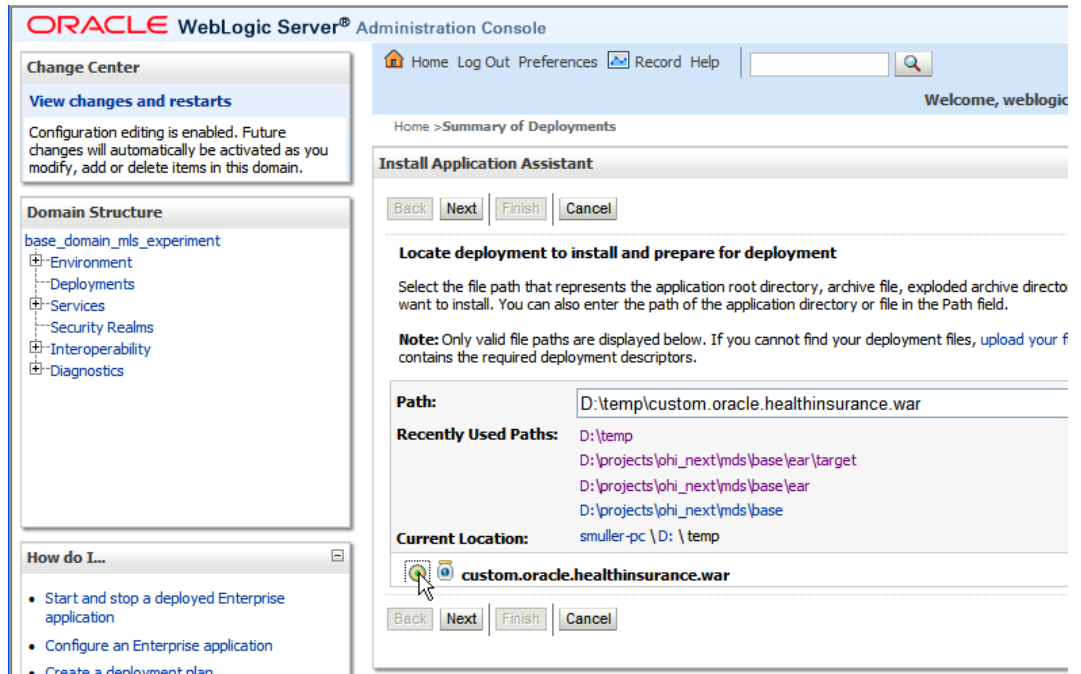 ORACLE WebLogic Server® Administration Console
Change Center
View changes and restarts
Configuration editing is enabled. Future
changes will automatically be activated as you
modify, add or delete items in this domain.
Domain Structure
base_domain_mls_experiment
Environment
Deployments
Services
Security Realms
Interoperability
Diagnostics
How do I...
Start and stop a deployed Enterprise
application
Configure an Enterprise application
Create a deployment plan
Home Log Out Preferences Record Help
Welcome, weblogic
Home >Summary of Deployments
Install Application Assistant
Back Next Finish Cancel
Locate deployment to install and prepare for deployment
Select the file path that represents the application root directory, archive file, exploded archive directo
want to install. You can also enter the path of the application directory or file in the Path field.
Note: Only valid file paths are displayed below. If you cannot find your deployment files, upload your f
contains the required deployment descriptors.
Path: D:\temp\custom.oracle.healthinsurance.war
Recently Used Paths: D:\temp
D:\projects\ohi_next\mds\base\ear\target
D:\projects\ohi_next\mds\base\ear
D:\projects\ohi_next\mds\base
Current Location: smuller-pc \ D: \ temp
custom.oracle.healthinsurance.war
Back Next Finish Cancel